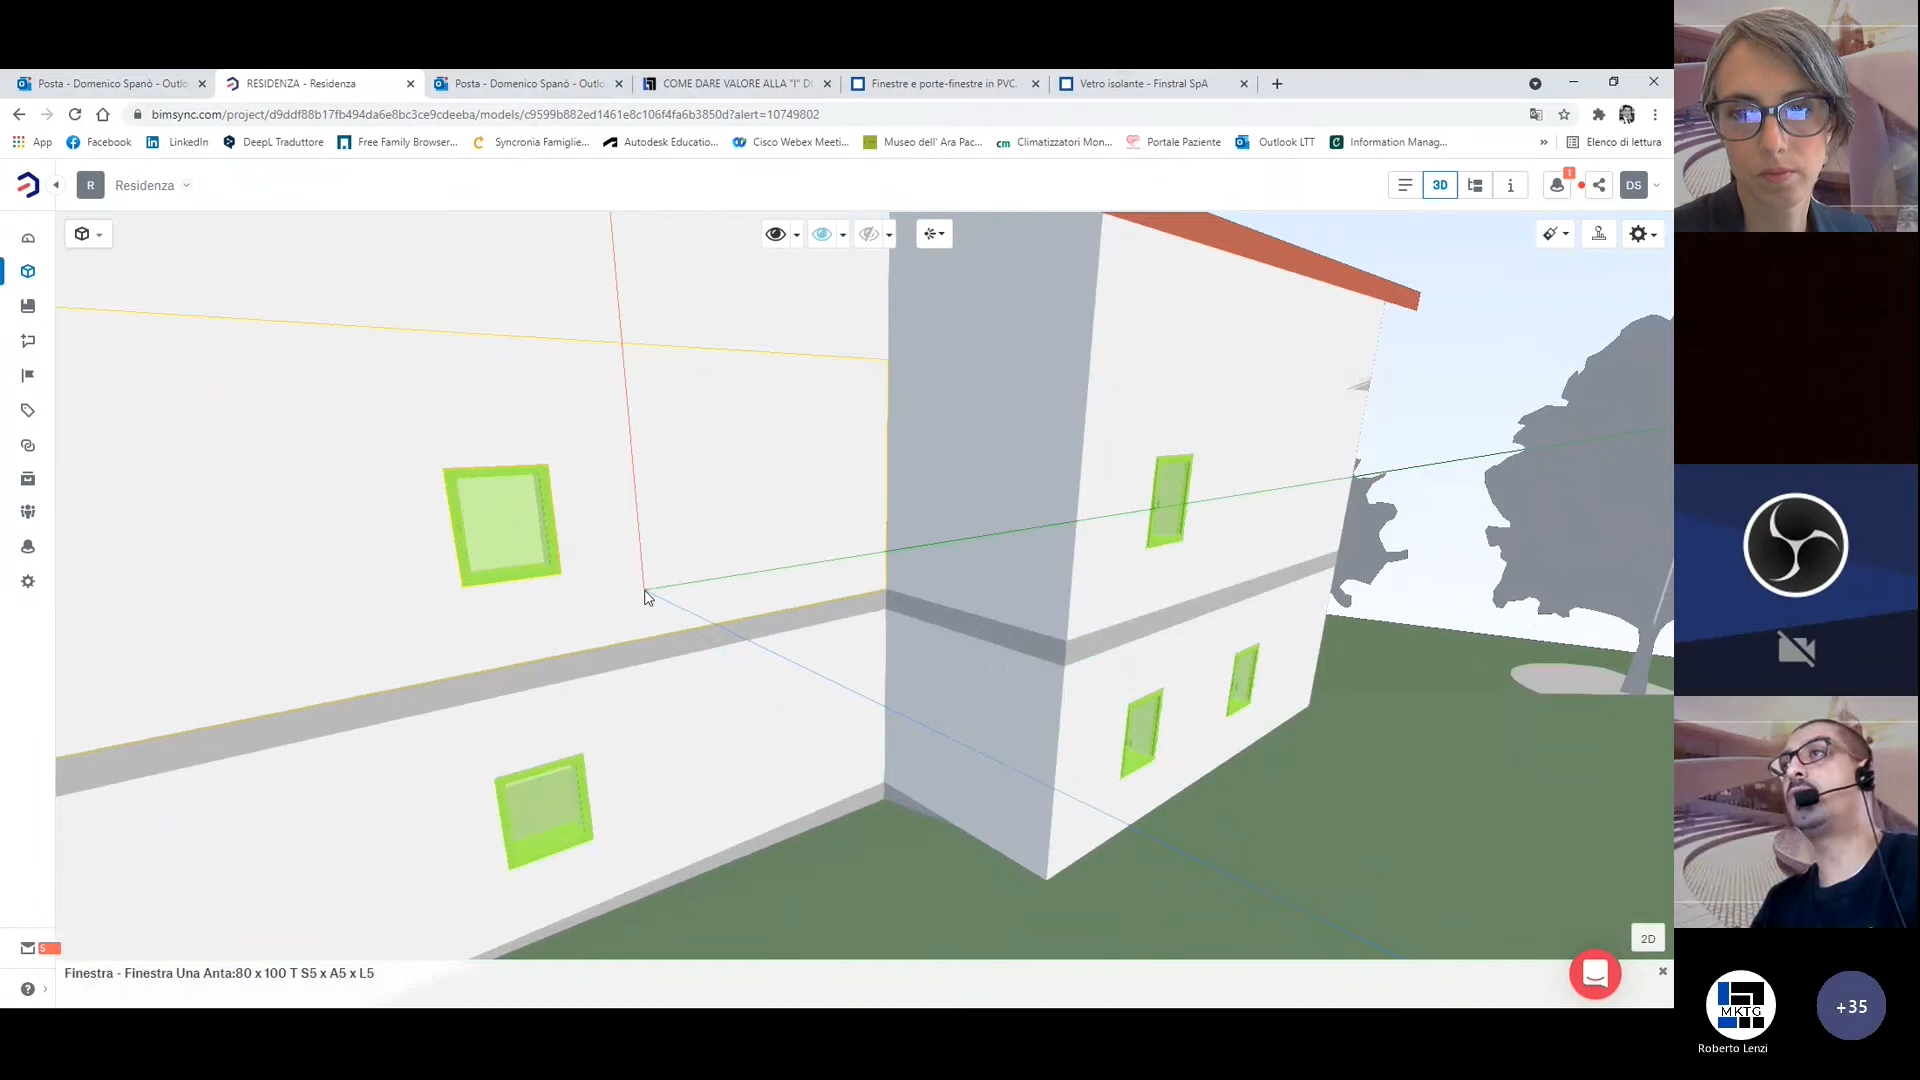 Posta - Domenico Spanò - Outlo
RESIDENZA - Residenza
Posta - Domenico Spanò - Outlo
COME DARE VALORE ALLA "I" DI
Finestre e porte-finestre in PVC.
Vetro isolante - Finstral SpA
bimsync.com/project/d9ddf88b17fb494da6e8bc3ce9cdeeba/models/c9599b882ed1461e8c106f4fa6b3850d?alert=10749802
App
Facebook
LinkedIn
DeepL Traduttore
Free Family Browser...
Syncronia Famiglie...
Autodesk Educatio...
Cisco Webex Meeti...
Museo dell' Ara Pac...
cm Climatizzatori Mon...
Portale Paziente
Outlook LTT
Information Manag...
»
Elenco di lettura
R
Residenza
3D
i
1
DS
2D
5
Finestra - Finestra Una Anta:80 x 100 T S5 x A5 x L5
MKTG
Roberto Lenzi
+35